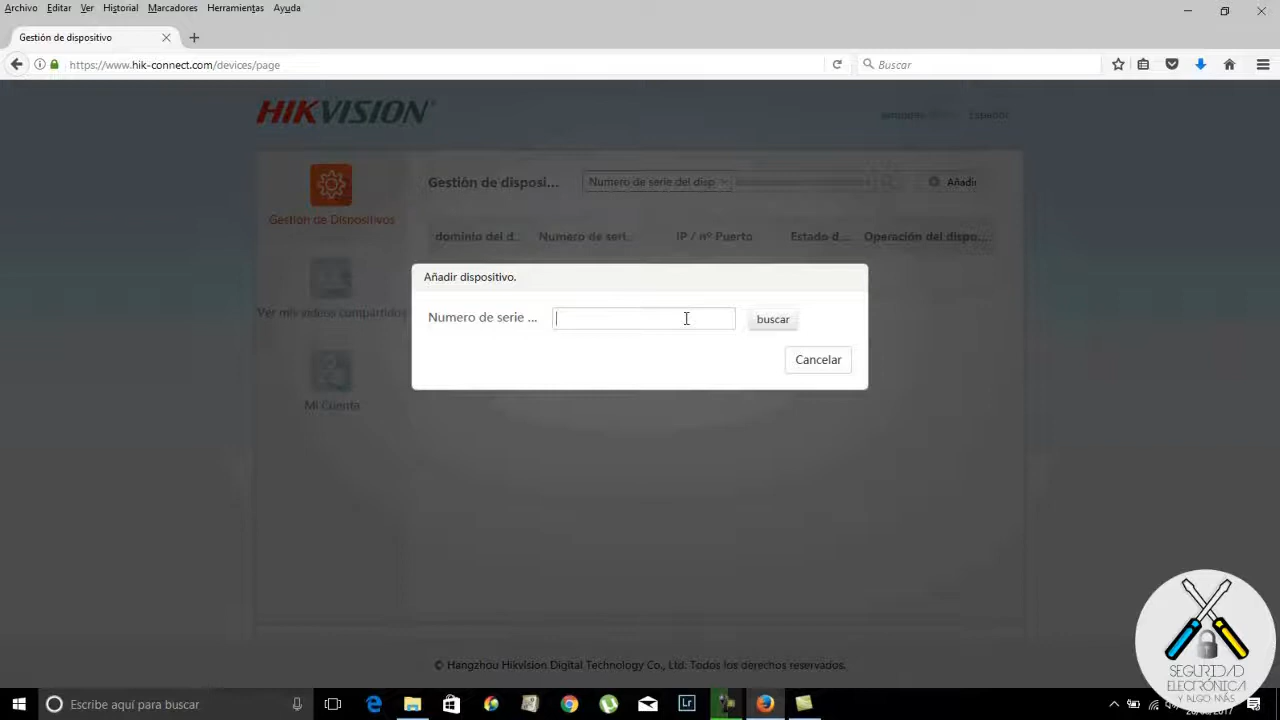 Archivo Editar Ver Historial Marcadores Herramientas Ayuda
Gestión de dispositivo
https://www.hik-connect.com/devices/page
Buscar
HIKVISION
Español
Gestión de disposi...
Numero de serie del disp
Añadir
Gestión de Dispositivos
dominio del d... Numero de seri... IP / nº Puerto Estado d... Operación del dispo...
Añadir dispositivo.
Ver mis videos compartidos
Numero de serie ...
buscar
Cancelar
Mi Cuenta
© Hangzhou Hikvision Digital Technology Co., Ltd. Todos los derechos reservados.
SEGURIDAD
ELECTRÓNICA
Y ALGO MÁS
Escribe aquí para buscar
Lr